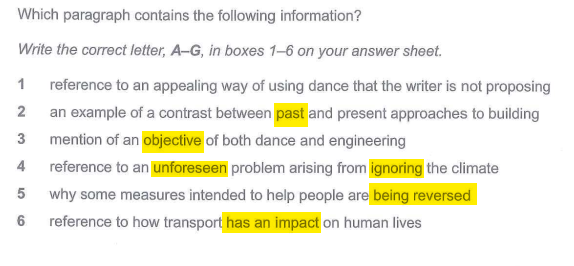 Which paragraph contains the following information?
Write the correct letter, A–G, in boxes 1–6 on your answer sheet.
1 reference to an appealing way of using dance that the writer is not proposing
2 an example of a contrast between past and present approaches to building
3 mention of an objective of both dance and engineering
4 reference to an unforeseen problem arising from ignoring the climate
5 why some measures intended to help people are being reversed
6 reference to how transport has an impact on human lives